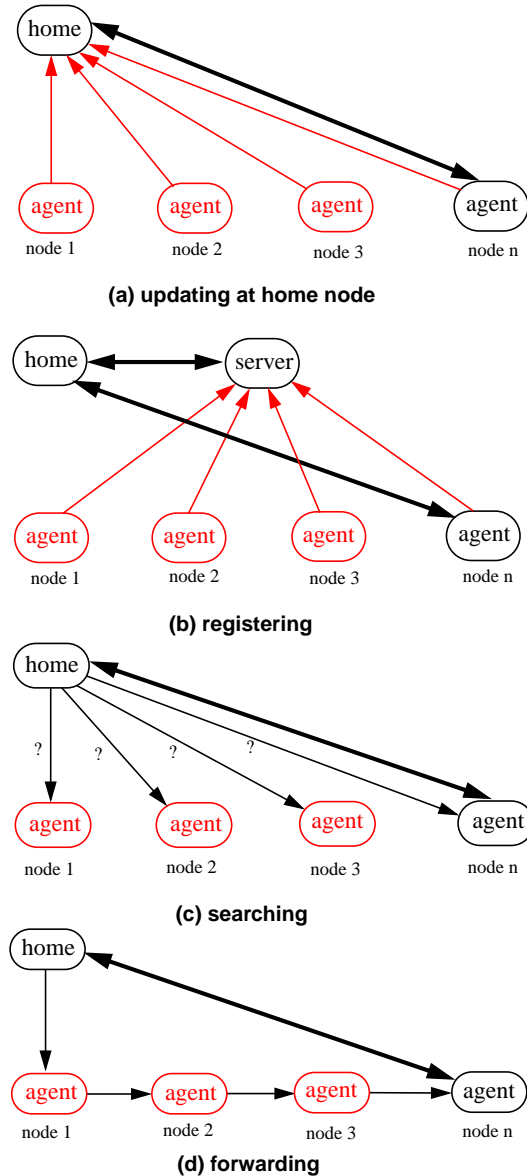 home
agent agent agent agent
node 1 node 2 node 3 node n
(a) updating at home node
home server
agent agent agent agent
node 1 node 2 node 3 node n
(b) registering
home
? ? ? ?
agent agent agent agent
node 1 node 2 node 3 node n
(c) searching
home
agent agent agent agent
node 1 node 2 node 3 node n
(d) forwarding